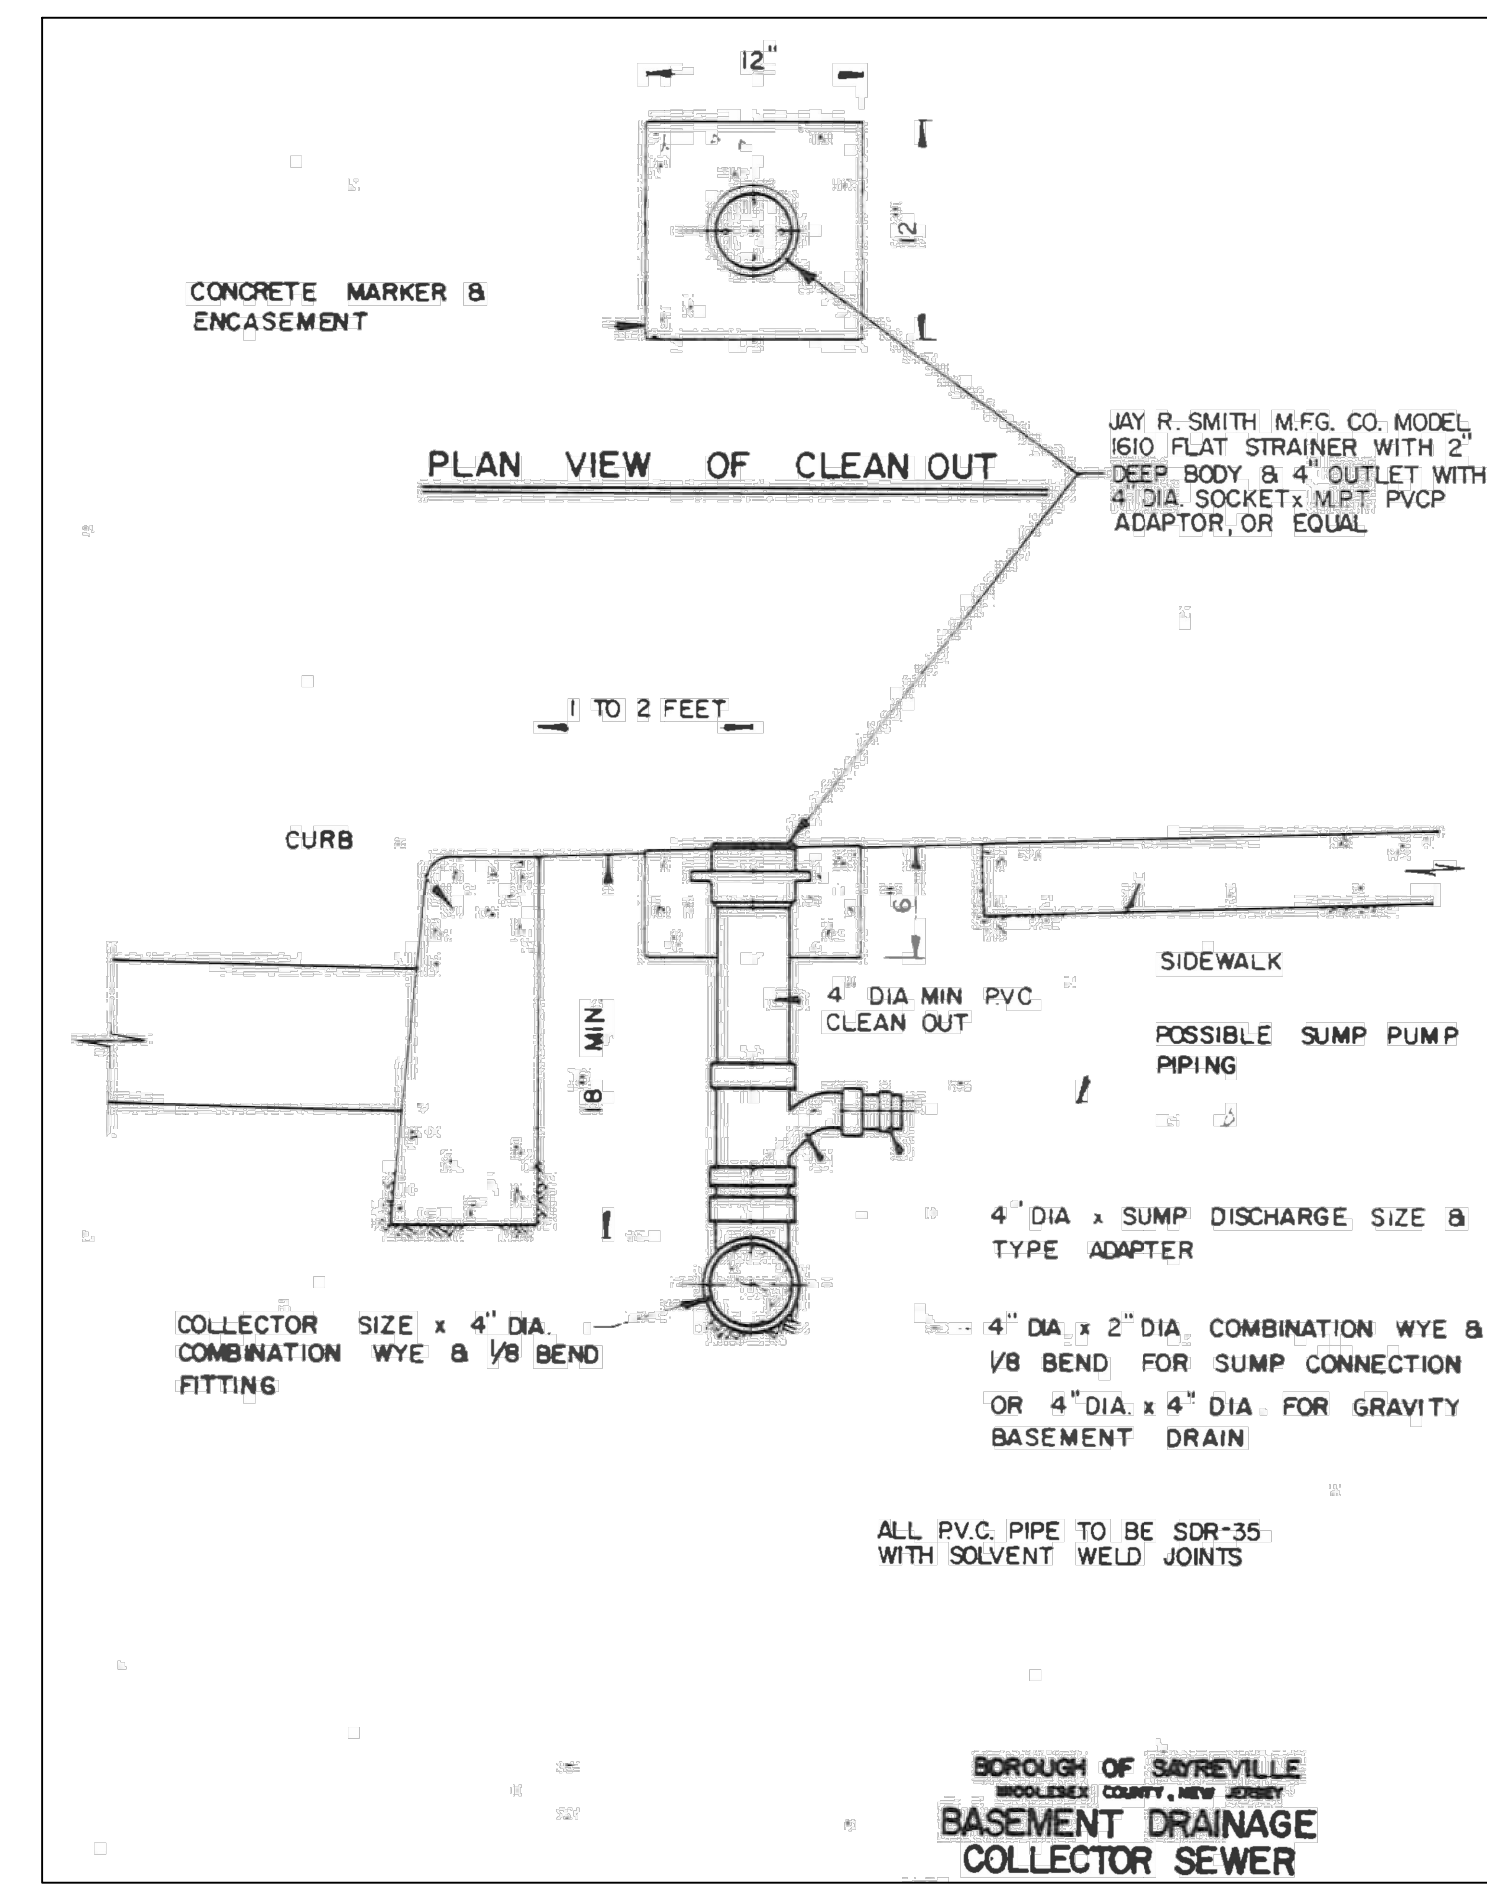 12"
12
CONCRETE MARKER &
ENCASEMENT
JAY R. SMITH M.F.G. CO. MODEL
1610 FLAT STRAINER WITH 2"
DEEP BODY & 4" OUTLET WITH
4" DIA. SOCKET x M.P.T PVCP
ADAPTOR, OR EQUAL
PLAN VIEW OF CLEAN OUT
1 TO 2 FEET
CURB
6
SIDEWALK
4" DIA MIN P.V.C
CLEAN OUT
18 MIN
POSSIBLE SUMP PUMP
PIPING
4" DIA x SUMP DISCHARGE SIZE &
TYPE ADAPTER
COLLECTOR SIZE x 4" DIA.
COMBINATION WYE & 1/8 BEND
FITTING
4" DIA x 2" DIA COMBINATION WYE &
1/8 BEND FOR SUMP CONNECTION
OR 4" DIA. x 4" DIA. FOR GRAVITY
BASEMENT DRAIN
ALL P.V.C. PIPE TO BE SDR-35
WITH SOLVENT WELD JOINTS
BOROUGH OF SAYREVILLE
MIDDLESEX COUNTY, NEW JERSEY
BASEMENT DRAINAGE
COLLECTOR SEWER